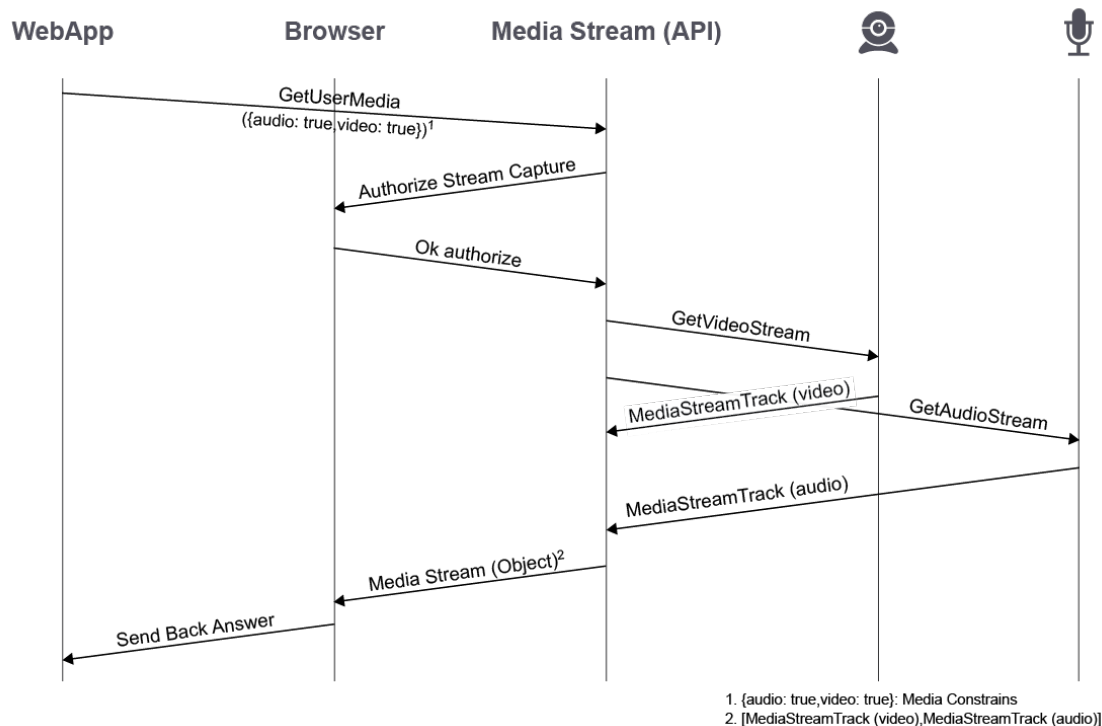 WebApp
Browser
Media Stream (API)
GetUserMedia
({audio: true,video: true})1
Authorize Stream Capture
Ok authorize
GetVideoStream
MediaStreamTrack (video)
GetAudioStream
MediaStreamTrack (audio)
Media Stream (Object)2
Send Back Answer
1. {audio: true,video: true}: Media Constrains
2. [MediaStreamTrack (video),MediaStreamTrack (audio)]